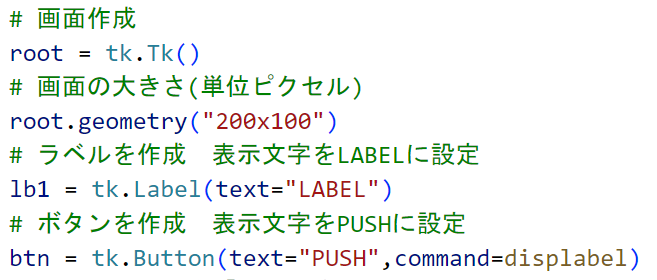 # 画面作成
root = tk.Tk()
# 画面の大きさ(単位ピクセル)
root.geometry("200x100")
# ラベルを作成　表示文字をLABELに設定
lb1 = tk.Label(text="LABEL")
# ボタンを作成　表示文字をPUSHに設定
btn = tk.Button(text="PUSH",command=displabel)